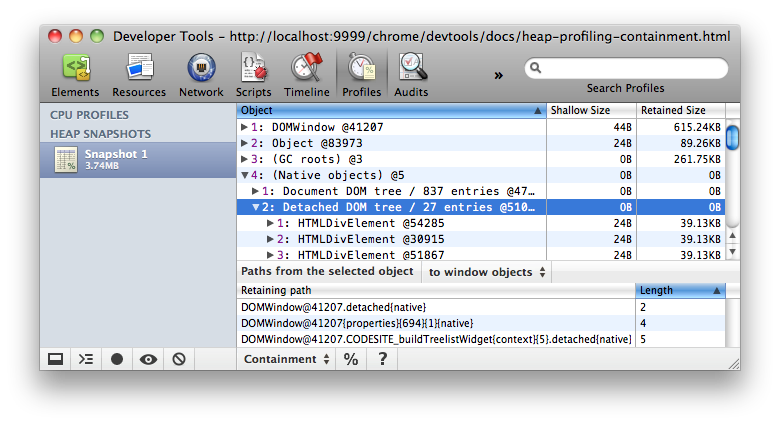 Developer Tools - http://localhost:9999/chrome/devtools/docs/heap-profiling-containment.html
Elements Resources Network Scripts Timeline Profiles Audits » Search Profiles
CPU PROFILES
HEAP SNAPSHOTS
Snapshot 1
3.74MB
Object Shallow Size Retained Size
1: DOMWindow @41207 44B 615.24KB
2: Object @83973 24B 89.26KB
3: (GC roots) @3 0B 261.75KB
4: (Native objects) @5 0B 0B
1: Document DOM tree / 837 entries @47… 0B 0B
2: Detached DOM tree / 27 entries @510… 0B 0B
1: HTMLDivElement @54285 24B 39.13KB
2: HTMLDivElement @30915 24B 39.13KB
3: HTMLDivElement @51867 24B 39.13KB
Paths from the selected object to window objects
Retaining path Length
DOMWindow@41207.detached{native} 2
DOMWindow@41207{properties}[694]{1}{native} 4
DOMWindow@41207.CODESITE_buildTreelistWidget{context}[5}.detached{native] 5
Containment % ?